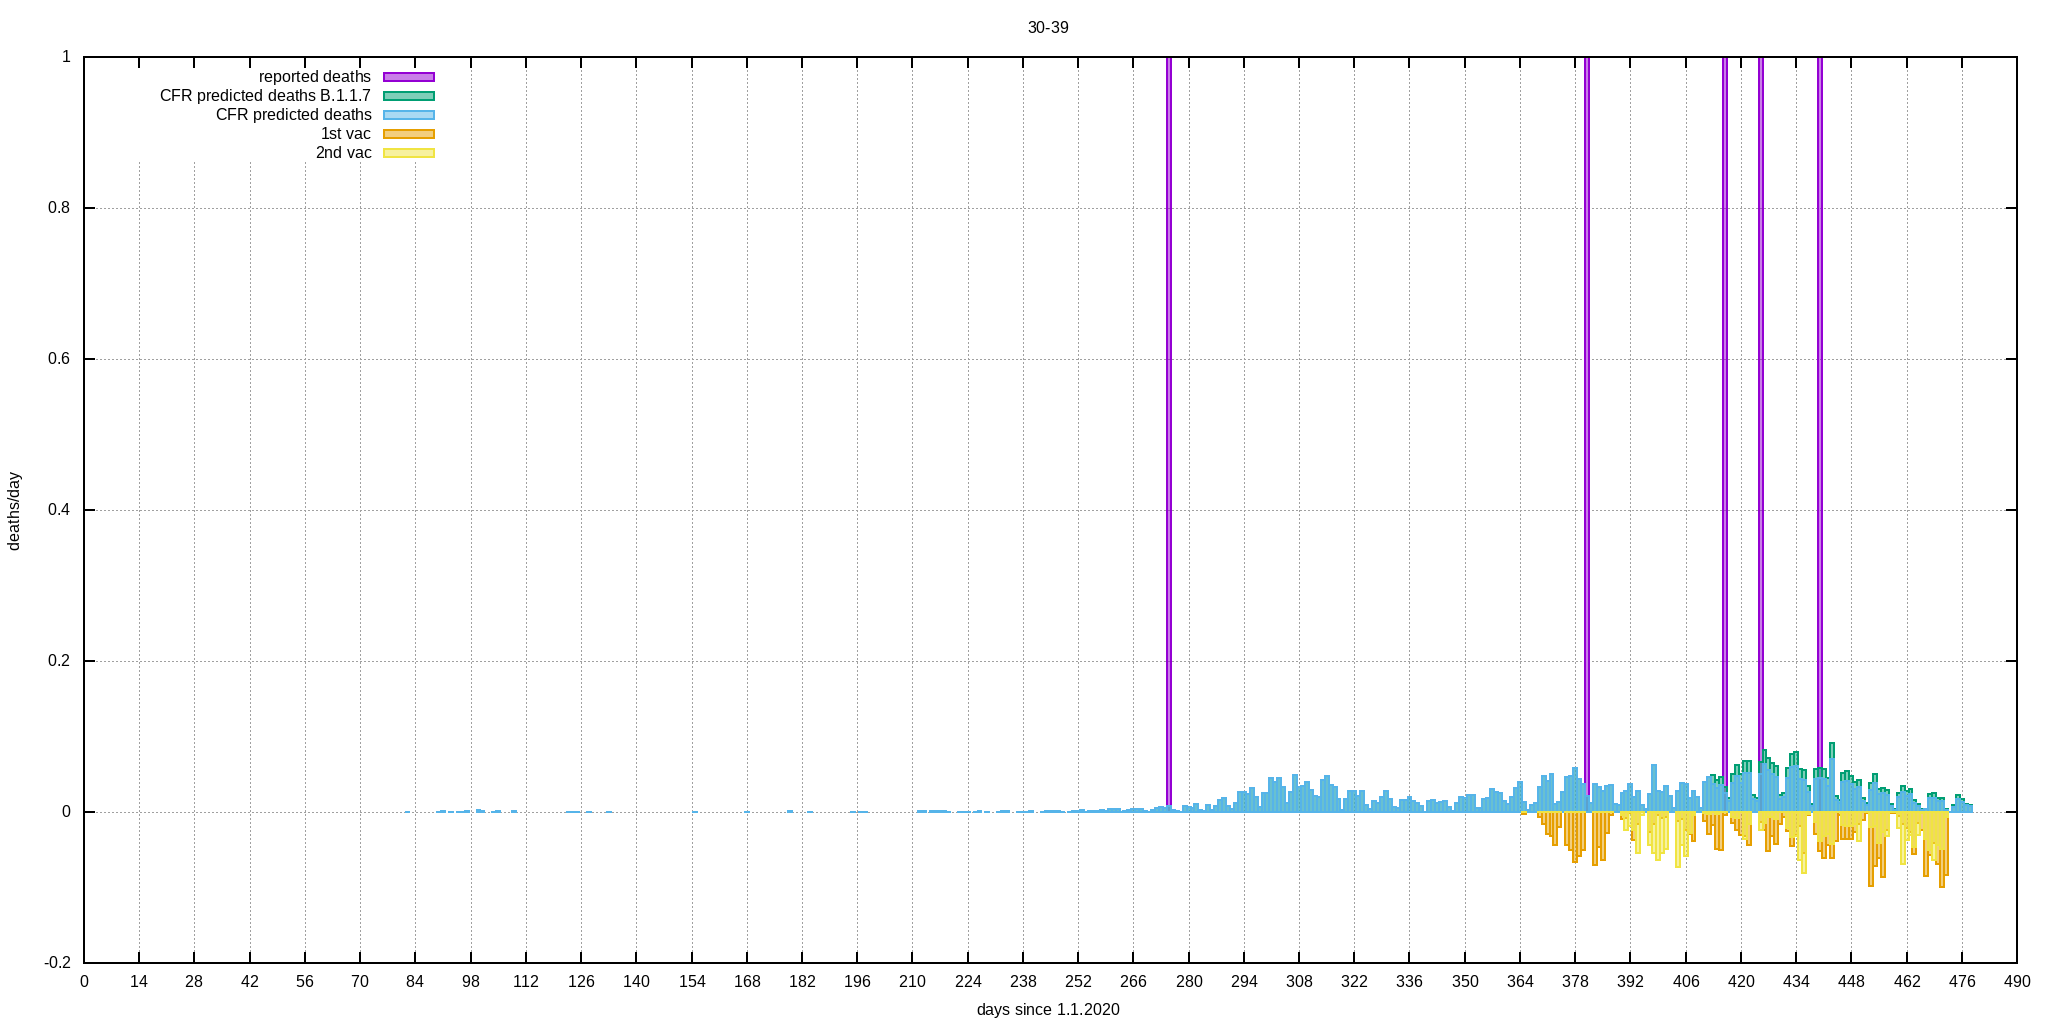 30-39
reported deaths
CFR predicted deaths B.1.1.7
CFR predicted deaths
1st vac
2nd vac
1
0.8
0.6
0.4
0.2
0
-0.2
deaths/day
0 14 28 42 56 70 84 98 112 126 140 154 168 182 196 210 224 238 252 266 280 294 308 322 336 350 364 378 392 406 420 434 448 462 476 490
days since 1.1.2020